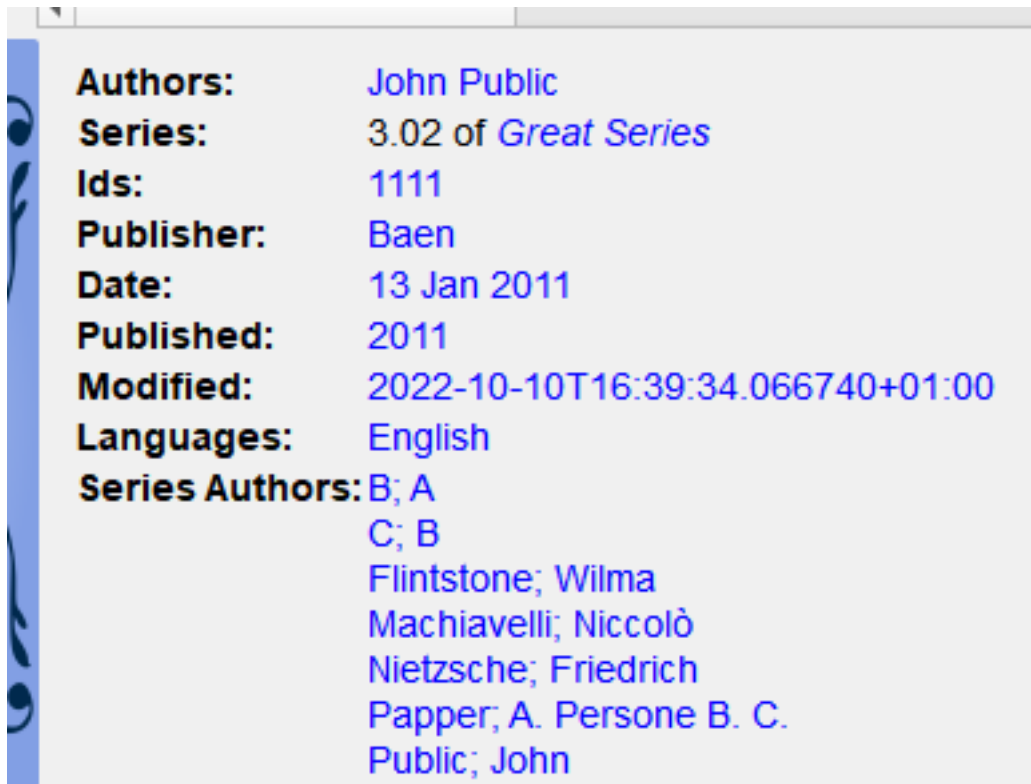 Authors: John Public
Series: 3.02 of Great Series
Ids: 1111
Publisher: Baen
Date: 13 Jan 2011
Published: 2011
Modified: 2022-10-10T16:39:34.066740+01:00
Languages: English
Series Authors: B; A
C; B
Flintstone; Wilma
Machiavelli; Niccolò
Nietzsche; Friedrich
Papper; A. Persone B. C.
Public; John